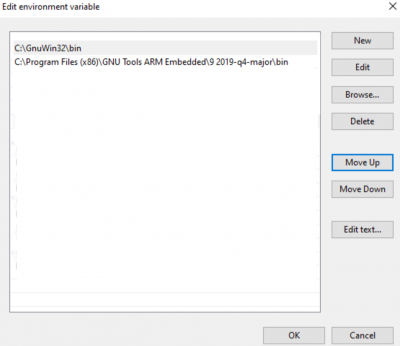 Edit environment variable
C:\GnuWin32\bin
C:\Program Files (x86)\GNU Tools ARM Embedded\9 2019-q4-major\bin
New
Edit
Browse...
Delete
Move Up
Move Down
Edit text...
OK
Cancel